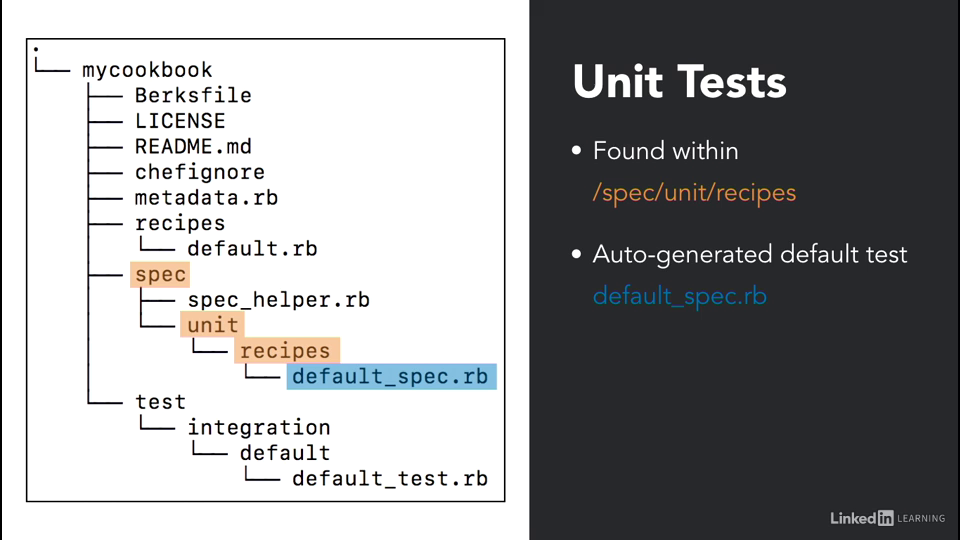 .
└── mycookbook
    ├── Berksfile
    ├── LICENSE
    ├── README.md
    ├── chefignore
    ├── metadata.rb
    ├── recipes
    │   └── default.rb
    ├── spec
    │   ├── spec_helper.rb
    │   └── unit
    │       └── recipes
    │           └── default_spec.rb
    └── test
        └── integration
            └── default
                └── default_test.rb
Unit Tests
• Found within
/spec/unit/recipes
• Auto-generated default test
default_spec.rb
Linked in LEARNING